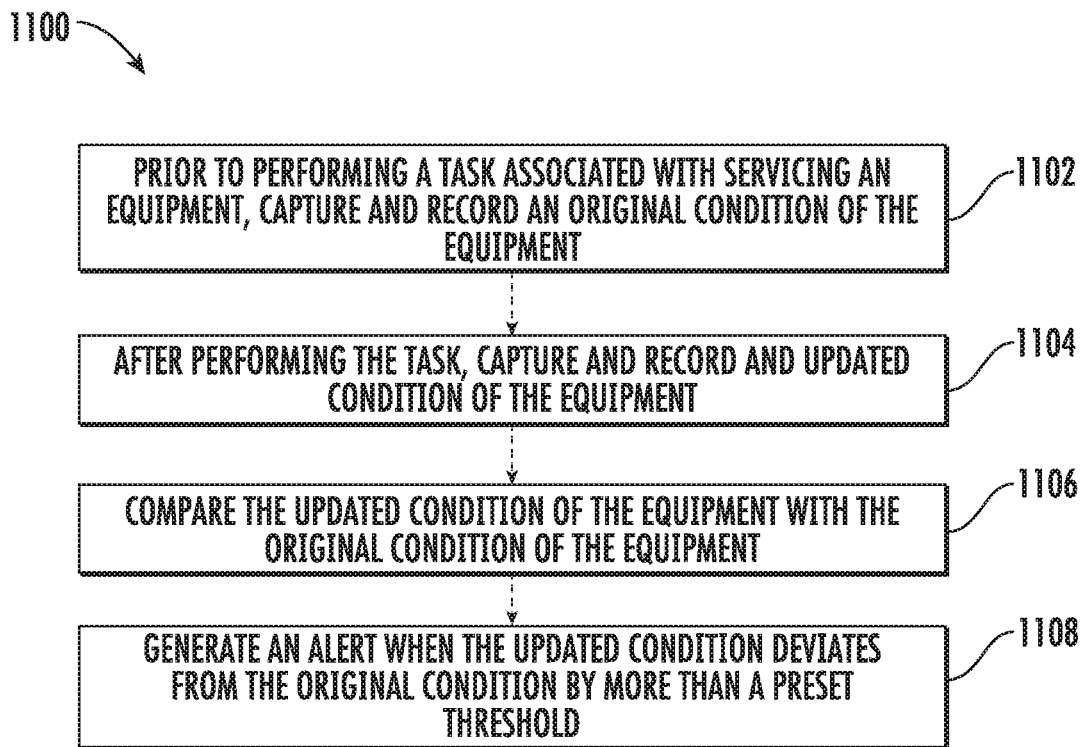 1100
PRIOR TO PERFORMING A TASK ASSOCIATED WITH SERVICING AN
EQUIPMENT, CAPTURE AND RECORD AN ORIGINAL CONDITION OF THE
EQUIPMENT
1102
AFTER PERFORMING THE TASK, CAPTURE AND RECORD AND UPDATED
CONDITION OF THE EQUIPMENT
1104
COMPARE THE UPDATED CONDITION OF THE EQUIPMENT WITH THE
ORIGINAL CONDITION OF THE EQUIPMENT
1106
GENERATE AN ALERT WHEN THE UPDATED CONDITION DEVIATES
FROM THE ORIGINAL CONDITION BY MORE THAN A PRESET
THRESHOLD
1108